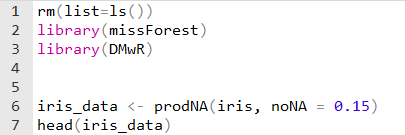 1 rm(list=ls())
2 library(missForest)
3 library(DMwR)
4
5
6 iris_data <- prodNA(iris, noNA = 0.15)
7 head(iris_data)